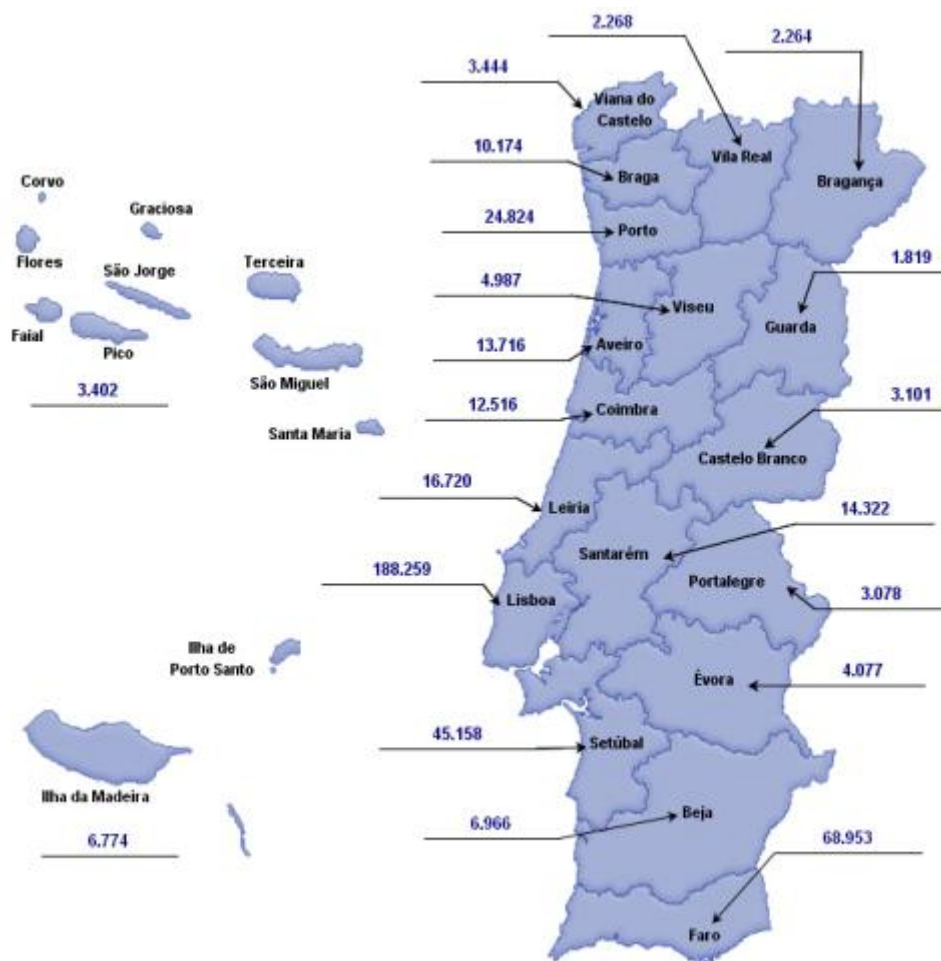 2.268
2.264
3.444
Viana do
Castelo
Vila Real
10.174
Braga
Bragança
Corvo
Graciosa
24.824
Porto
Flores
São Jorge
Terceira
1.819
4.987
Viseu
Guarda
Faial
Pico
13.716
Aveiro
São Miguel
3.402
12.516
Coimbra
3.101
Santa Maria
Castelo Branco
16.720
Leiria
14.322
Santarém
188.259
Lisboa
Portalegre
3.078
Ilha de
Porto Santo
Évora
4.077
45.158
Setúbal
Ilha da Madeira
6.774
6.966
Beja
68.953
Faro